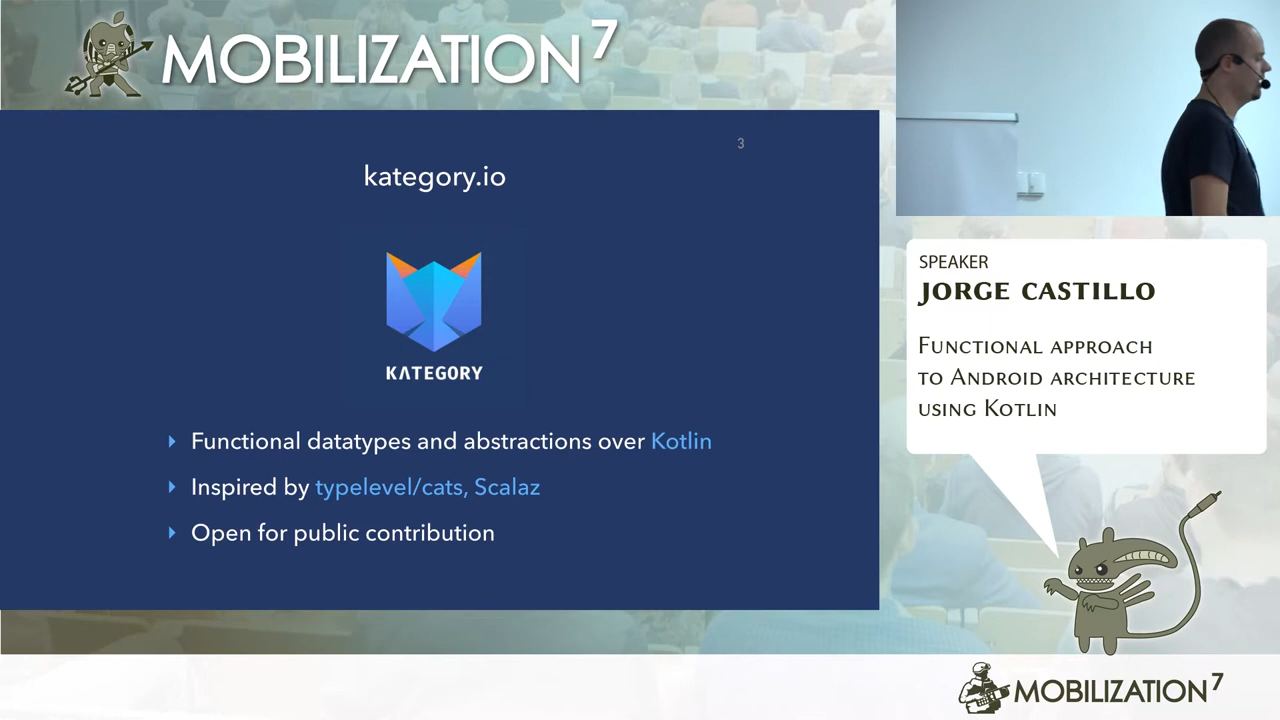 MOBILIZATION 7
3
kategory.io
KATEGORY
Functional datatypes and abstractions over Kotlin
Inspired by typelevel/cats, Scalaz
Open for public contribution
SPEAKER
JORGE CASTILLO
FUNCTIONAL APPROACH
TO ANDROID ARCHITECTURE
USING KOTLIN
MOBILIZATION 7